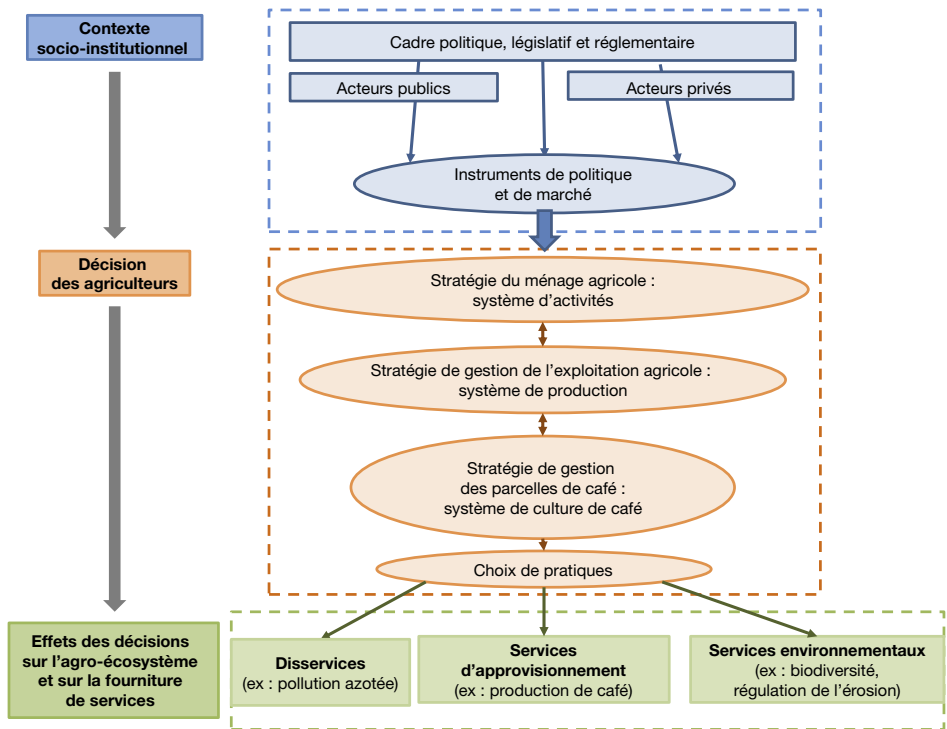 Contexte
socio-institutionnel
Cadre politique, législatif et réglementaire
Acteurs publics
Acteurs privés
Instruments de politique
et de marché
Décision
des agriculteurs
Stratégie du ménage agricole :
système d'activités
Stratégie de gestion de l'exploitation agricole :
système de production
Stratégie de gestion
des parcelles de café :
système de culture de café
Choix de pratiques
Effets des décisions
sur l'agro-écosystème
et sur la fourniture
de services
Disservices
(ex : pollution azotée)
Services
d'approvisionnement
(ex : production de café)
Services environnementaux
(ex : biodiversité,
régulation de l'érosion)